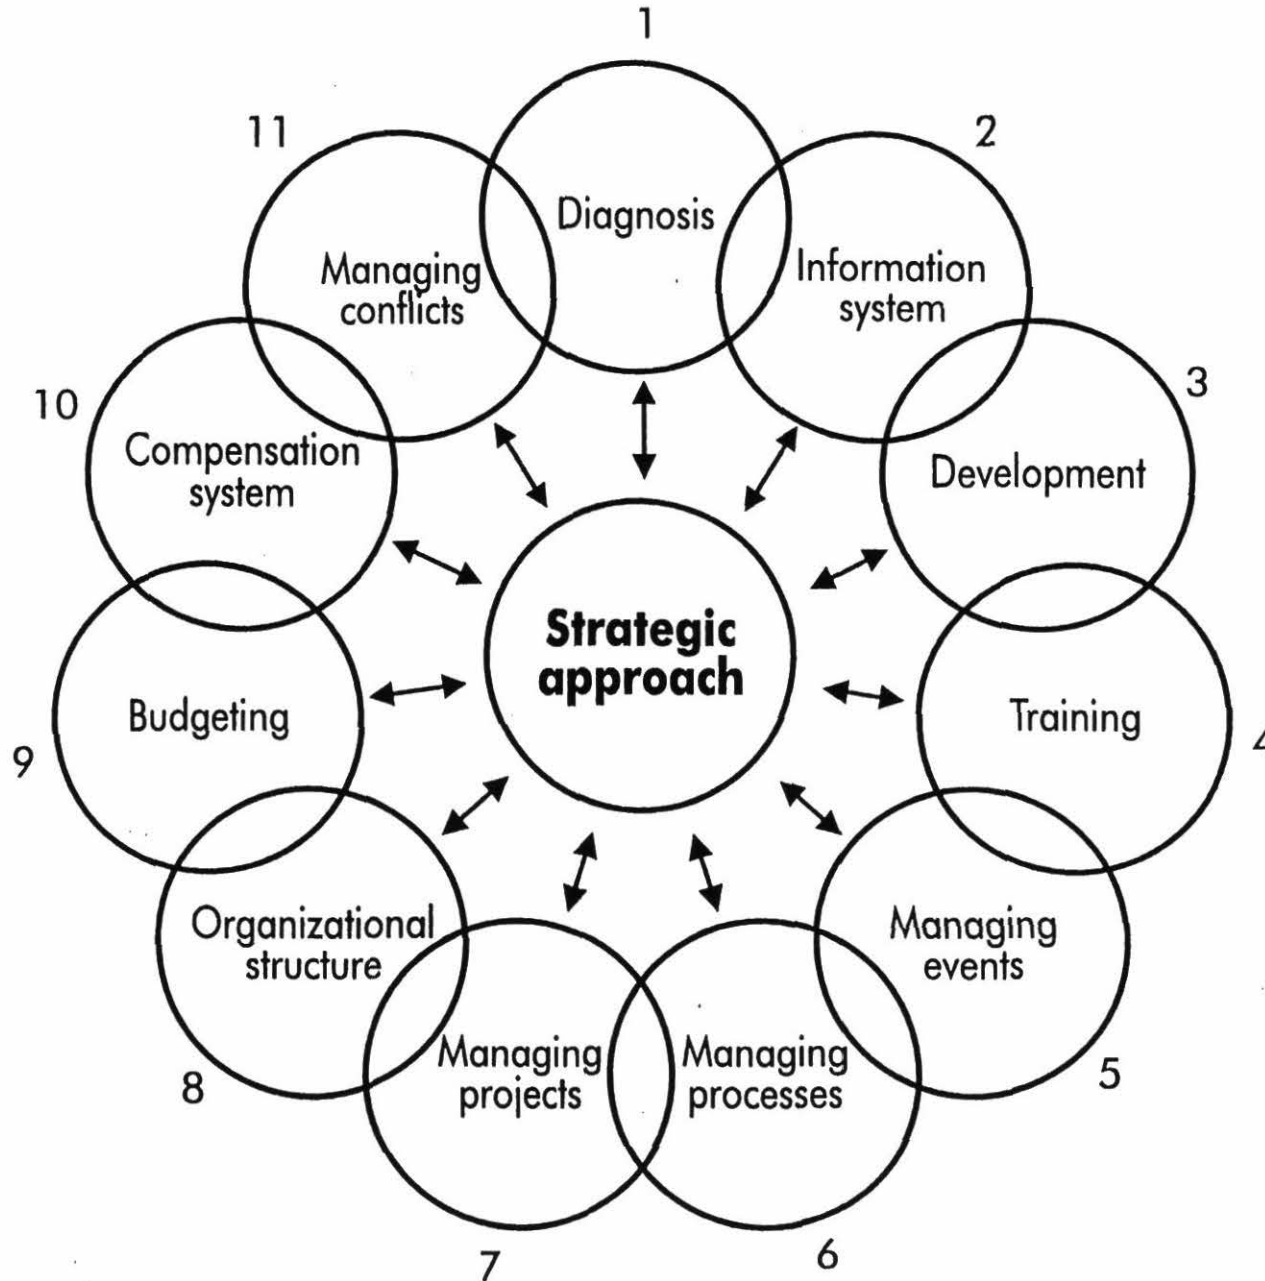 1
Diagnosis
2
Information
system
3
Development
4
Training
5
Managing
events
6
Managing
processes
7
Managing
projects
8
Organizational
structure
9
Budgeting
10
Compensation
system
11
Managing
conflicts
Strategic
approach